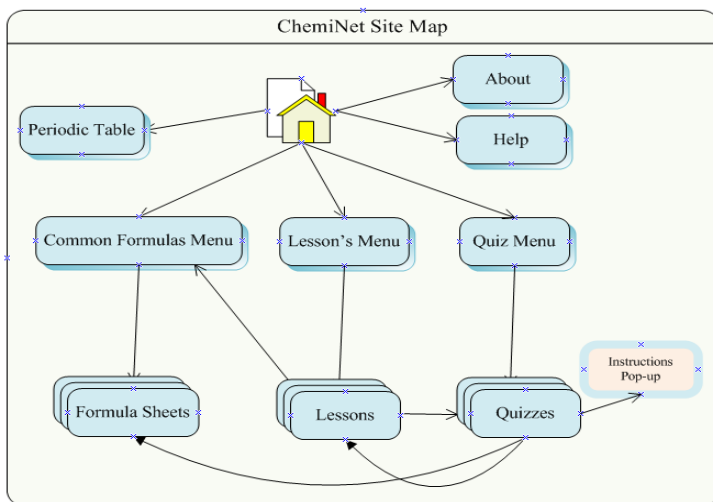 ChemiNet Site Map
About
Periodic Table
Help
Common Formulas Menu
Lesson's Menu
Quiz Menu
Instructions
Pop-up
Formula Sheets
Lessons
Quizzes